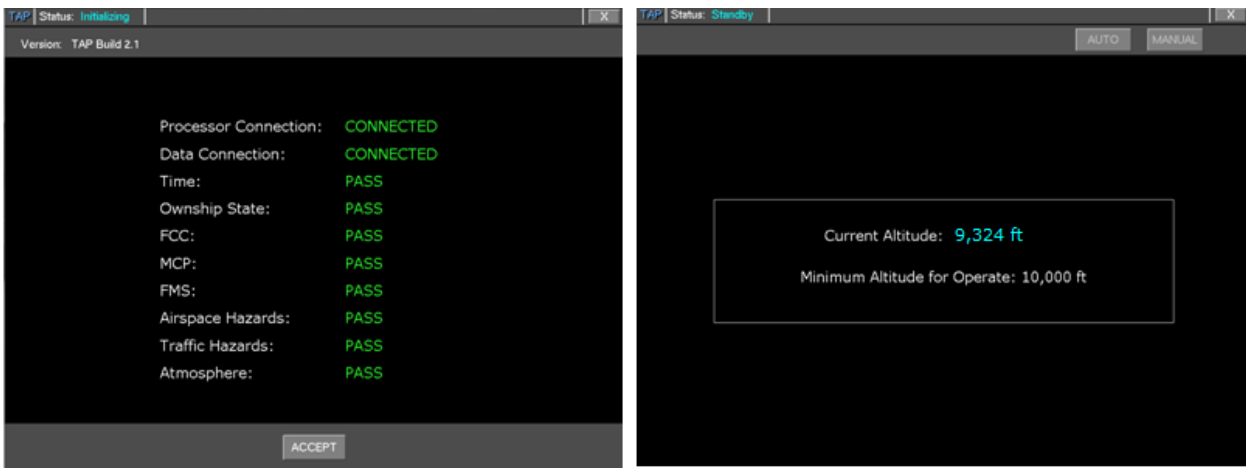 TAP Status: Initializing X
Version: TAP Build 2.1
Processor Connection: CONNECTED
Data Connection: CONNECTED
Time: PASS
Ownship State: PASS
FCC: PASS
MCP: PASS
FMS: PASS
Airspace Hazards: PASS
Traffic Hazards: PASS
Atmosphere: PASS
ACCEPT
TAP Status: Standby X
AUTO MANUAL
Current Altitude: 9,324 ft
Minimum Altitude for Operate: 10,000 ft